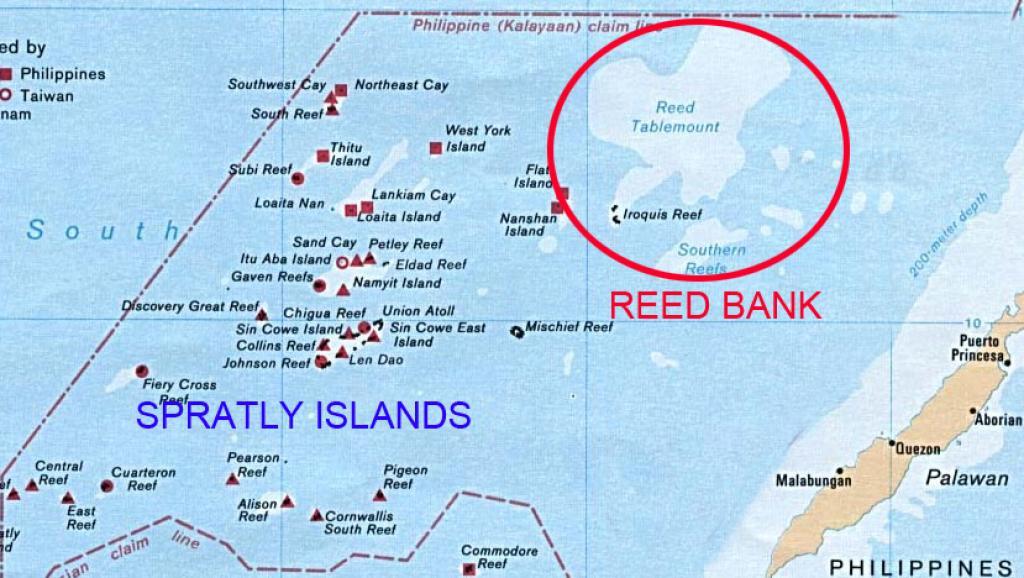 ed by
Philippines
Taiwan
nam
Philippine (Kalayaan) claim line
Southwest Cay
Northeast Cay
South Reef
Reed
Tablemount
West York
Island
Thitu
Island
Subi Reef
Flat
Island
Lankiam Cay
Loaita Nan
Loaita Island
Nanshan
Island
Iroquis Reef
South
Sand Cay
Petley Reef
Itu Aba Island
Eldad Reef
Southern
Reefs
200-meter depth
Gaven Reefs
Namyit Island
Discovery Great Reef
Chigua Reef
Union Atoll
REED BANK
Sin Cowe Island
Sin Cowe East
Island
Mischief Reef
10
Collins Reef
Len Dao
Johnson Reef
Puerto
Princesa
Fiery Cross
Reef
SPRATLY ISLANDS
Aborlan
Quezon
Malabungan
Palawan
Central
Reef
ef
Cuarteron
Reef
Pearson
Reef
Pigeon
Reef
East
Reef
Alison
Reef
Cornwallis
South Reef
atly
nd
ian claim line
Commodore
Reef
PHILIPPINES